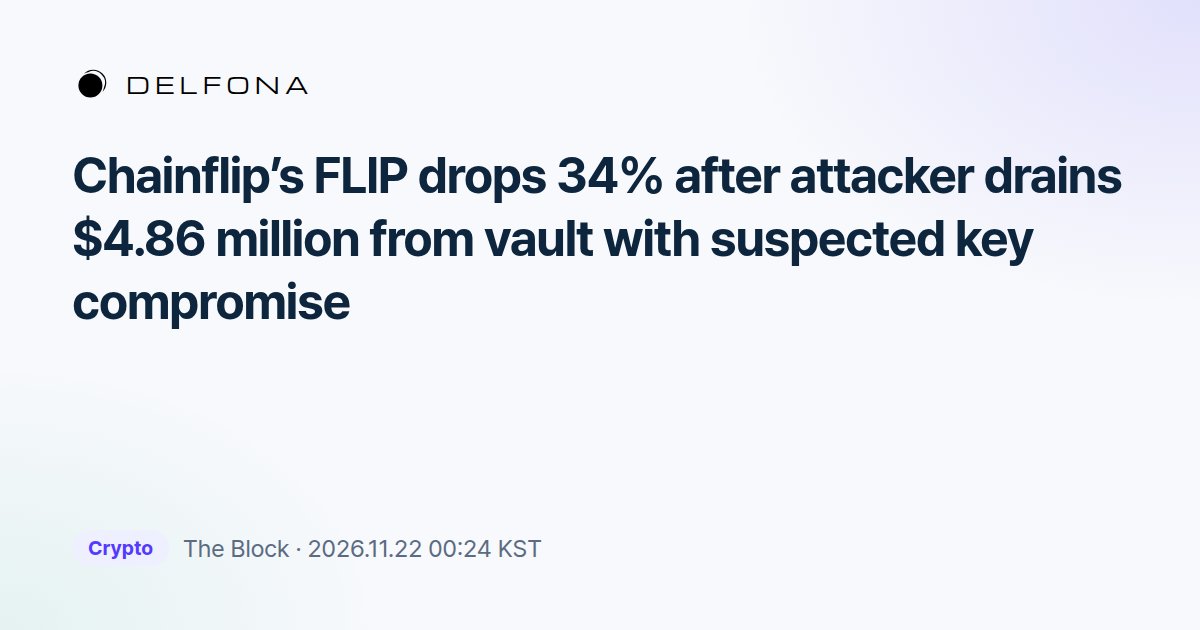 DELFONA
Chainflip’s FLIP drops 34% after attacker drains
$4.86 million from vault with suspected key
compromise
Crypto The Block · 2026.11.22 00:24 KST